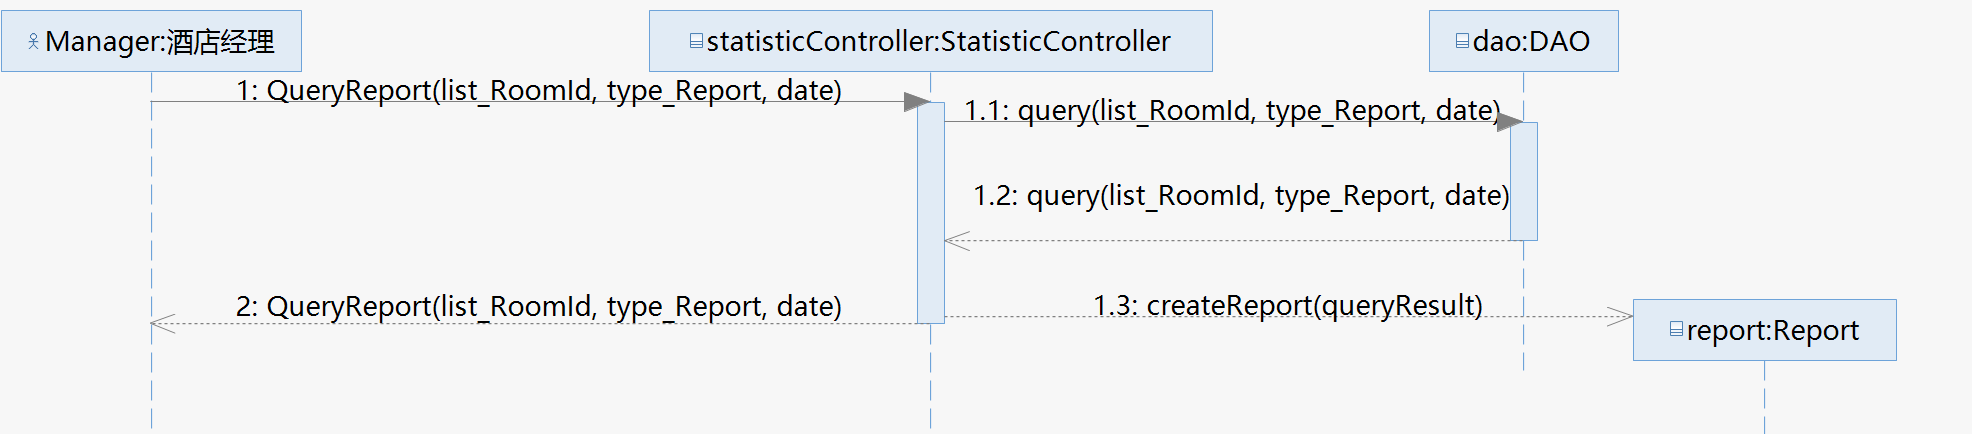 Manager:酒店经理
statisticController:StatisticController
dao:DAO
1: QueryReport(list_RoomId, type_Report, date)
1.1: query(list_RoomId, type_Report, date)
1.2: query(list_RoomId, type_Report, date)
2: QueryReport(list_RoomId, type_Report, date)
1.3: createReport(queryResult)
report:Report